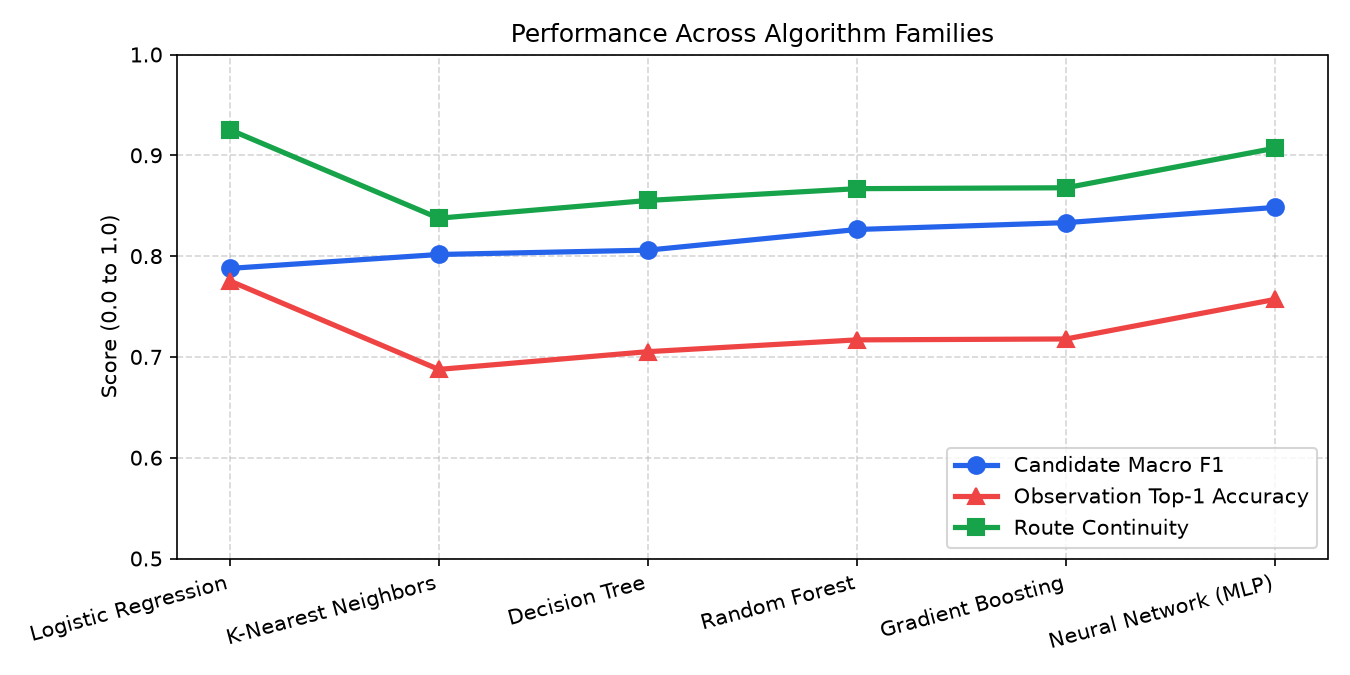 Performance Across Algorithm Families
1.0
0.9
0.8
0.7
0.6
0.5
Score (0.0 to 1.0)
Candidate Macro F1
Observation Top-1 Accuracy
Route Continuity
Logistic Regression
K-Nearest Neighbors
Decision Tree
Random Forest
Gradient Boosting
Neural Network (MLP)